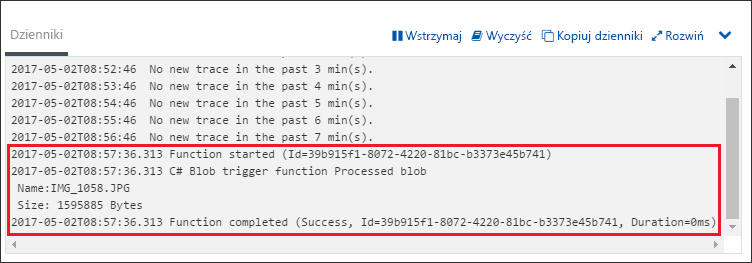 Dzienniki
Wstrzymaj Wyczyść Kopiuj dzienniki Rozwiń
2017-05-02T08:52:46 No new trace in the past 3 min(s).
2017-05-02T08:53:46 No new trace in the past 4 min(s).
2017-05-02T08:54:46 No new trace in the past 5 min(s).
2017-05-02T08:55:46 No new trace in the past 6 min(s).
2017-05-02T08:56:46 No new trace in the past 7 min(s).
2017-05-02T08:57:36.313 Function started (Id=39b915f1-8072-4220-81bc-b3373e45b741)
2017-05-02T08:57:36.313 C# Blob trigger function Processed blob
Name:IMG_1058.JPG
Size: 1595885 Bytes
2017-05-02T08:57:36.313 Function completed (Success, Id=39b915f1-8072-4220-81bc-b3373e45b741, Duration=0ms)